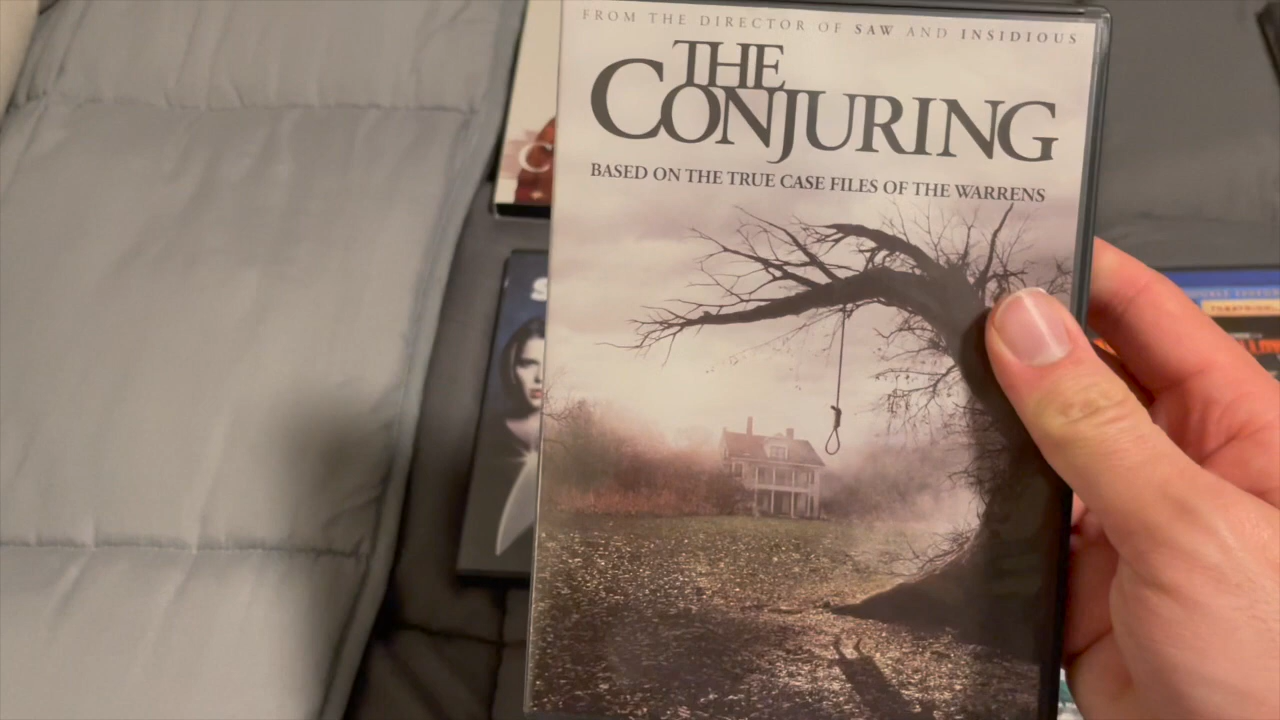 FROM THE DIRECTOR OF SAW AND INSIDIOUS
THE
CONJURING
BASED ON THE TRUE CASE FILES OF THE WARRENS